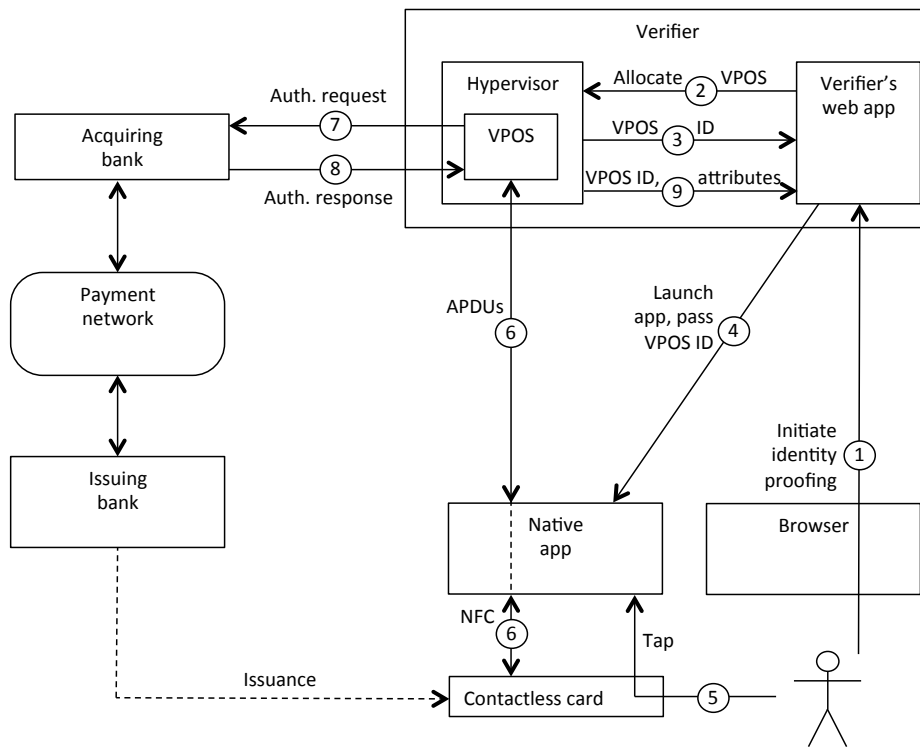 Verifier
Hypervisor
Allocate 2 VPOS
Verifier's
web app
Auth. request
7
VPOS
VPOS 3 ID
Acquiring
bank
8
VPOS ID, 9 attributes
Auth. response
Payment
network
APDUs
6
Launch
app, pass
VPOS ID
4
Initiate
identity
proofing
1
Issuing
bank
Native
app
Browser
NFC
6
Tap
Issuance
Contactless card
5